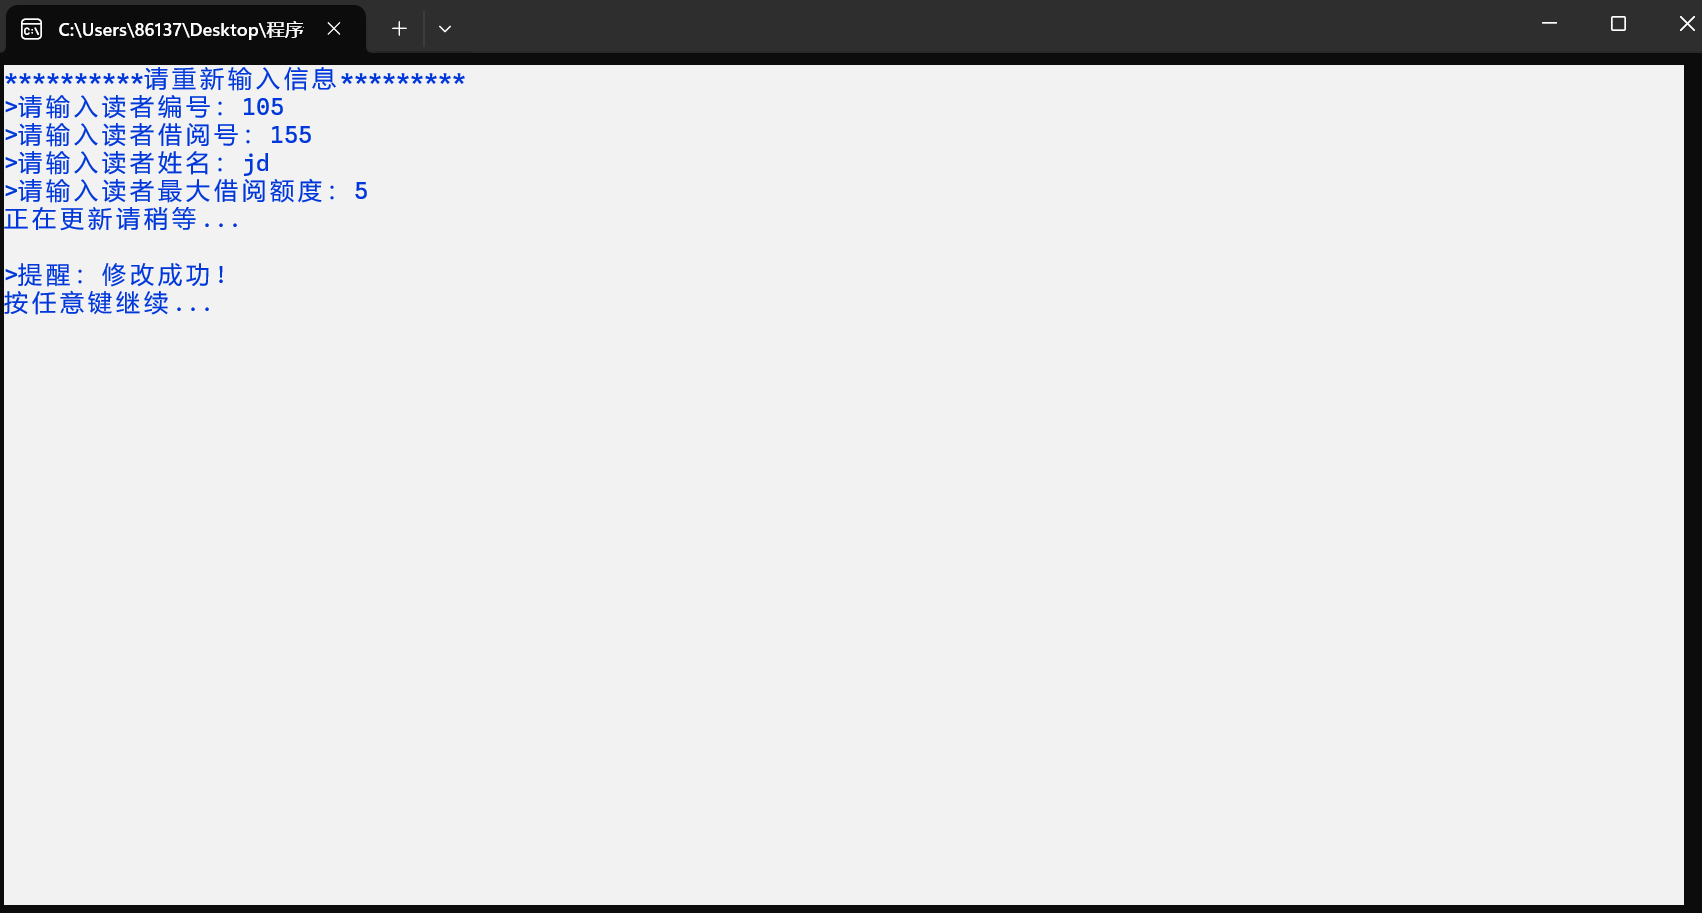 C:\Users\86137\Desktop\程序
**********请重新输入信息*********
>请输入读者编号：105
>请输入读者借阅号：155
>请输入读者姓名：jd
>请输入读者最大借阅额度：5
正在更新请稍等...
>提醒：修改成功！
按任意键继续...